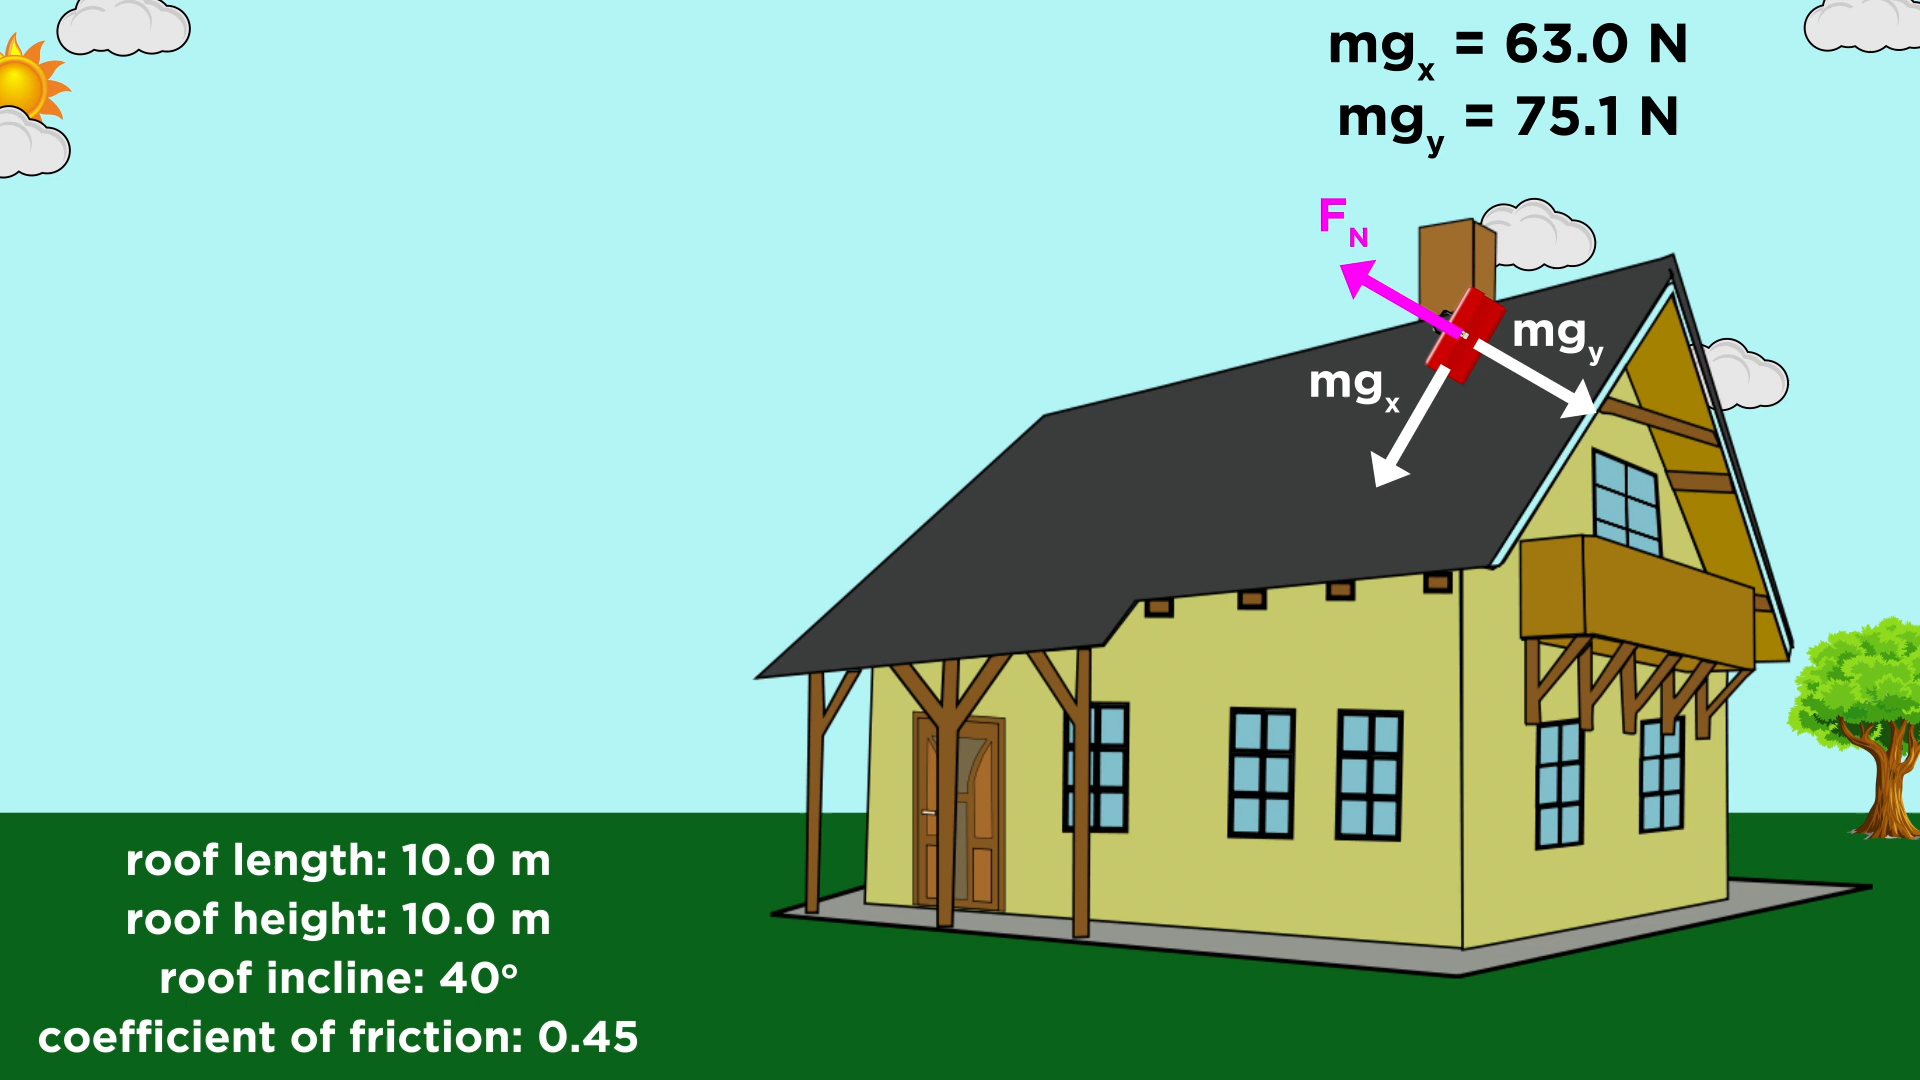 mgx = 63.0 N
mgy = 75.1 N
FN
mgy
mgx
roof length: 10.0 m
roof height: 10.0 m
roof incline: 40°
coefficient of friction: 0.45